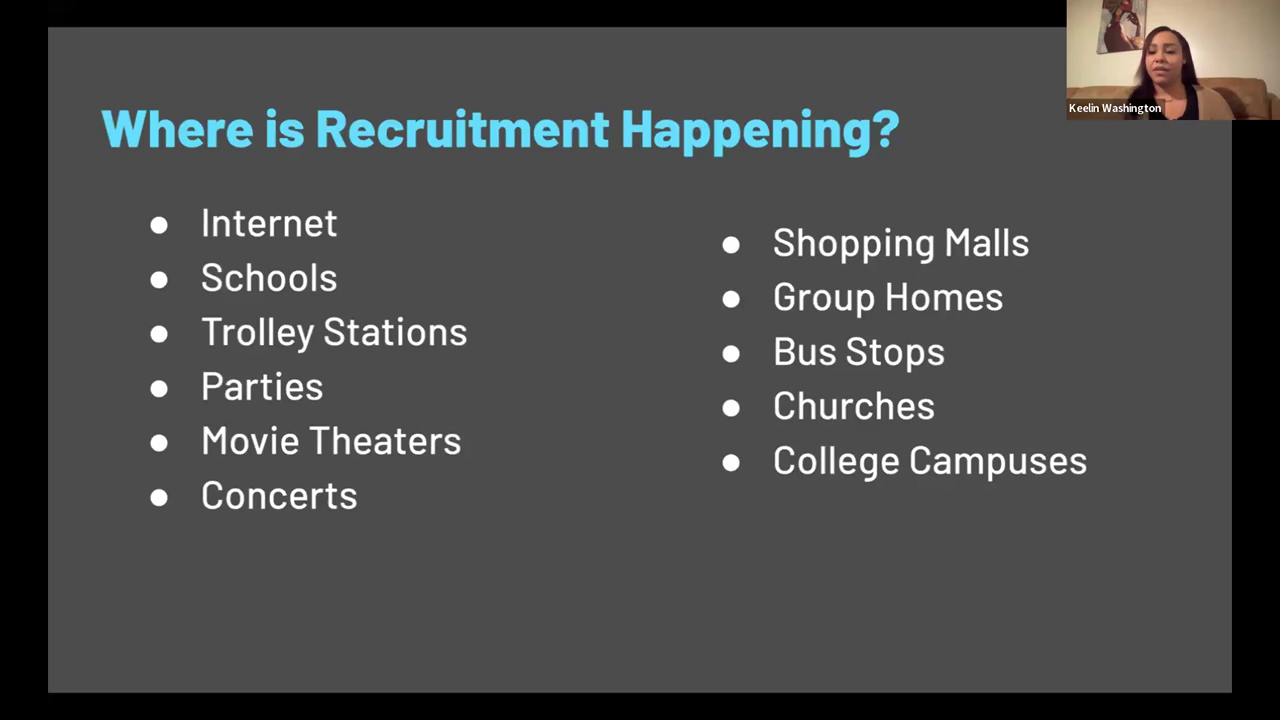 Where is Recruitment Happening?
● Internet
● Schools
● Trolley Stations
● Parties
● Movie Theaters
● Concerts
● Shopping Malls
● Group Homes
● Bus Stops
● Churches
● College Campuses
Keelin Washington